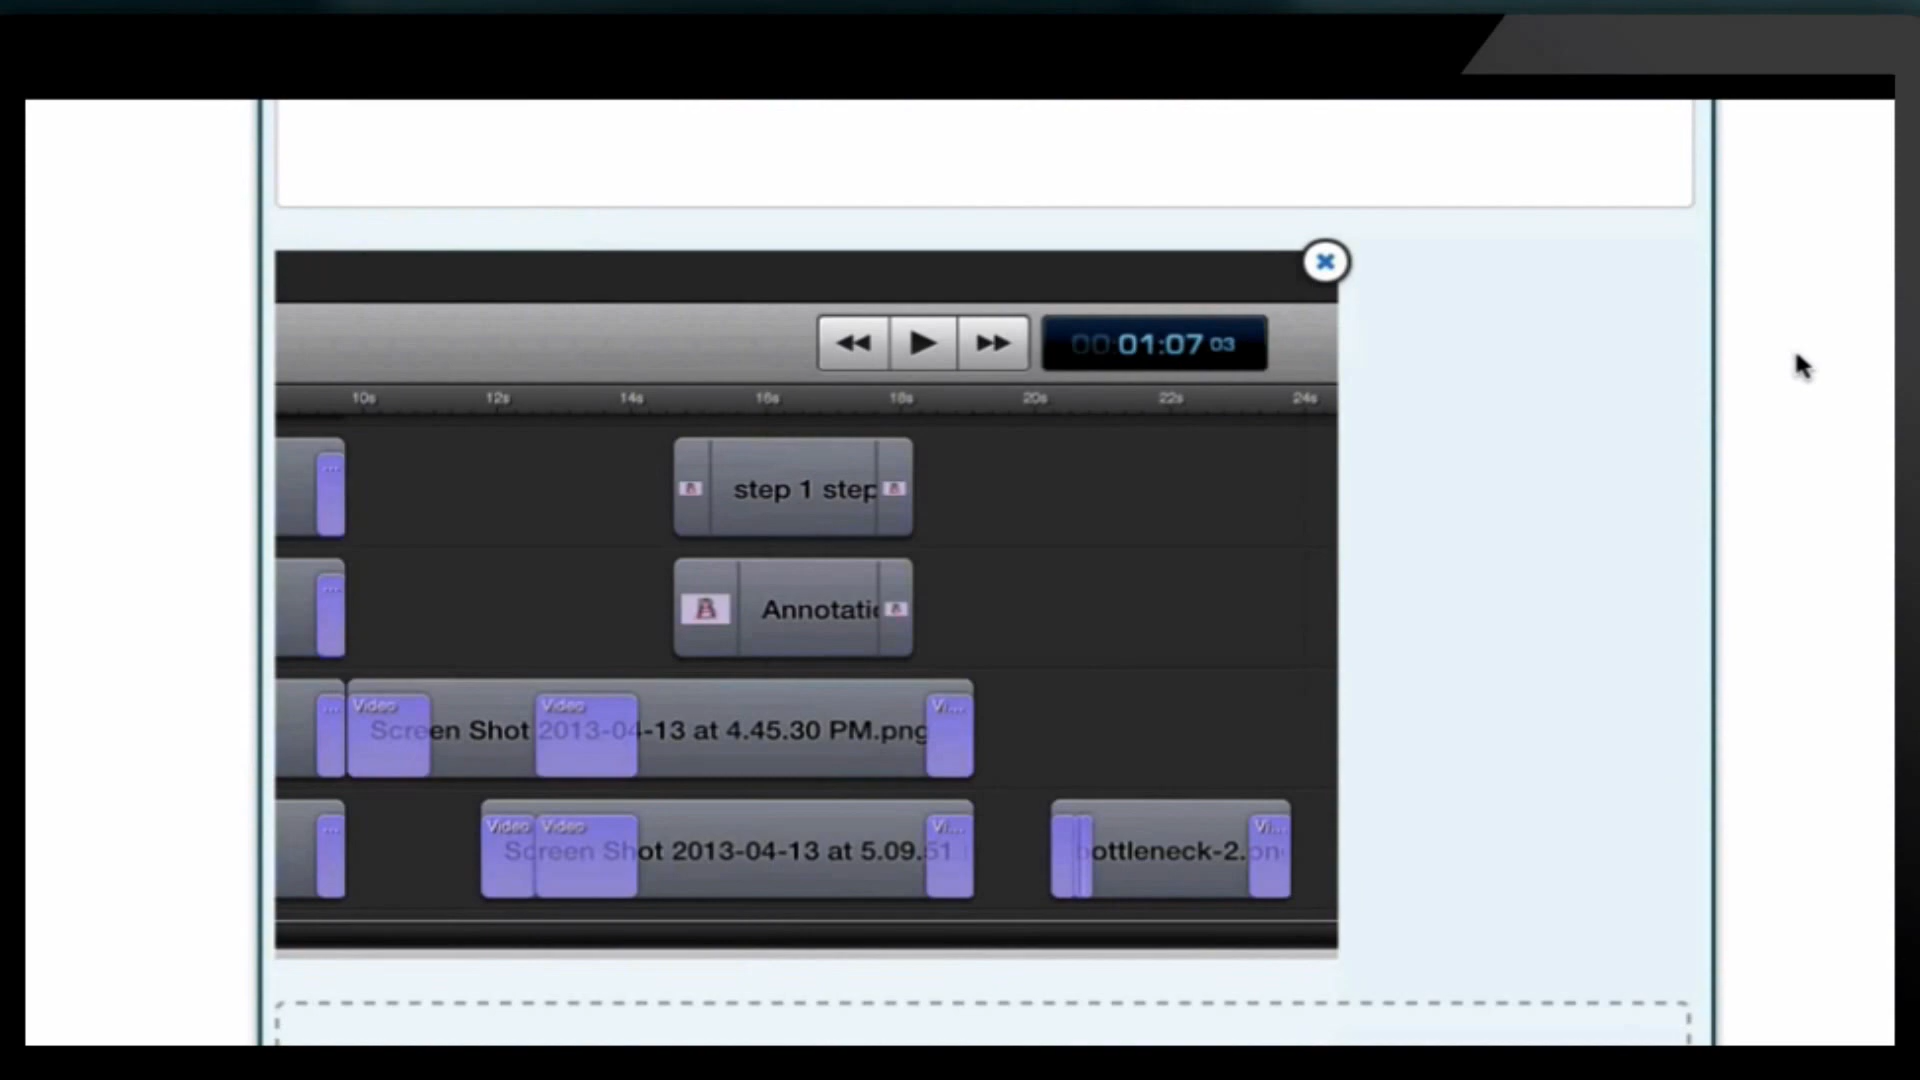 00:01:07 03
10s 12s 14s 16s 18s 20s 22s 24s
...
step 1 step
...
Annotatic
... Video Video Vi...
Screen Shot 2013-04-13 at 4.45.30 PM.png
... Video Video Vi... Vi...
Screen Shot 2013-04-13 at 5.09.51 bottleneck-2.pn